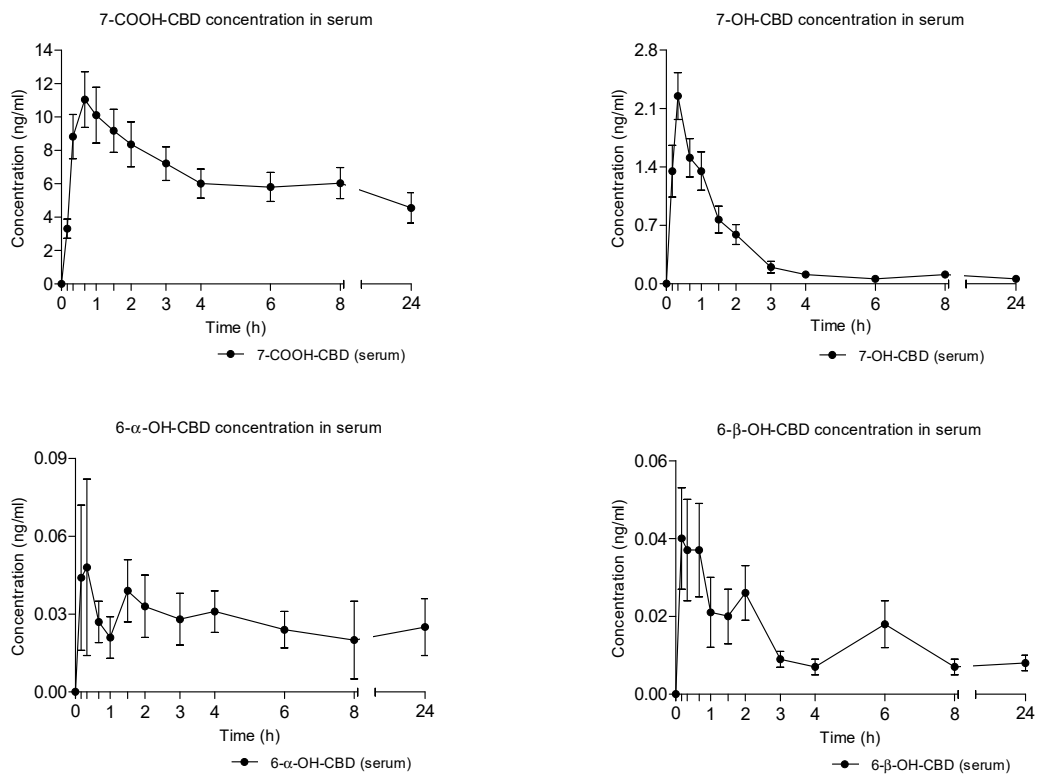 7-COOH-CBD concentration in serum
Concentration (ng/ml)
14
12
10
8
6
4
2
0
0 1 2 3 4 6 8 24
Time (h)
7-COOH-CBD (serum)
7-OH-CBD concentration in serum
Concentration (ng/ml)
2.8
2.1
1.4
0.7
0.0
0 1 2 3 4 6 8 24
Time (h)
7-OH-CBD (serum)
6-α-OH-CBD concentration in serum
Concentration (ng/ml)
0.09
0.06
0.03
0.00
0 1 2 3 4 6 8 24
Time (h)
6-α-OH-CBD (serum)
6-β-OH-CBD concentration in serum
Concentration (ng/ml)
0.06
0.04
0.02
0.00
0 1 2 3 4 6 8 24
Time (h)
6-β-OH-CBD (serum)